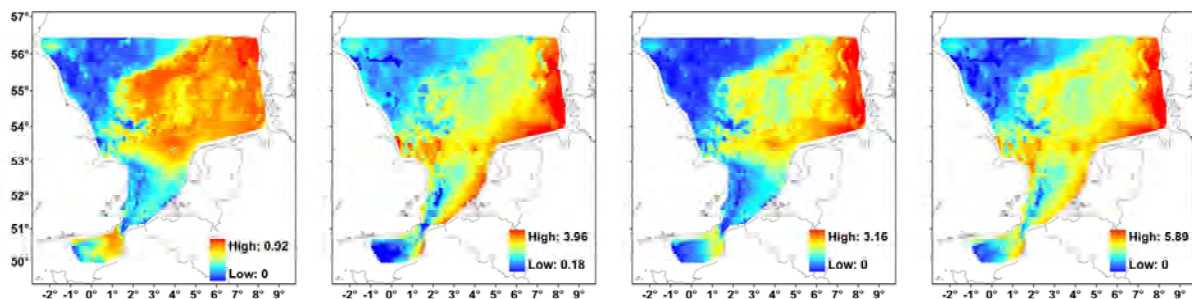 57°
56°
55°
54°
53°
52°
51°
50°
High: 0.92
Low: 0
High: 3.96
Low: 0.18
High: 3.16
Low: 0
High: 5.89
Low: 0
-2° -1° 0° 1° 2° 3° 4° 5° 6° 7° 8° 9°
-2° -1° 0° 1° 2° 3° 4° 5° 6° 7° 8° 9°
-2° -1° 0° 1° 2° 3° 4° 5° 6° 7° 8° 9°
-2° -1° 0° 1° 2° 3° 4° 5° 6° 7° 8° 9°